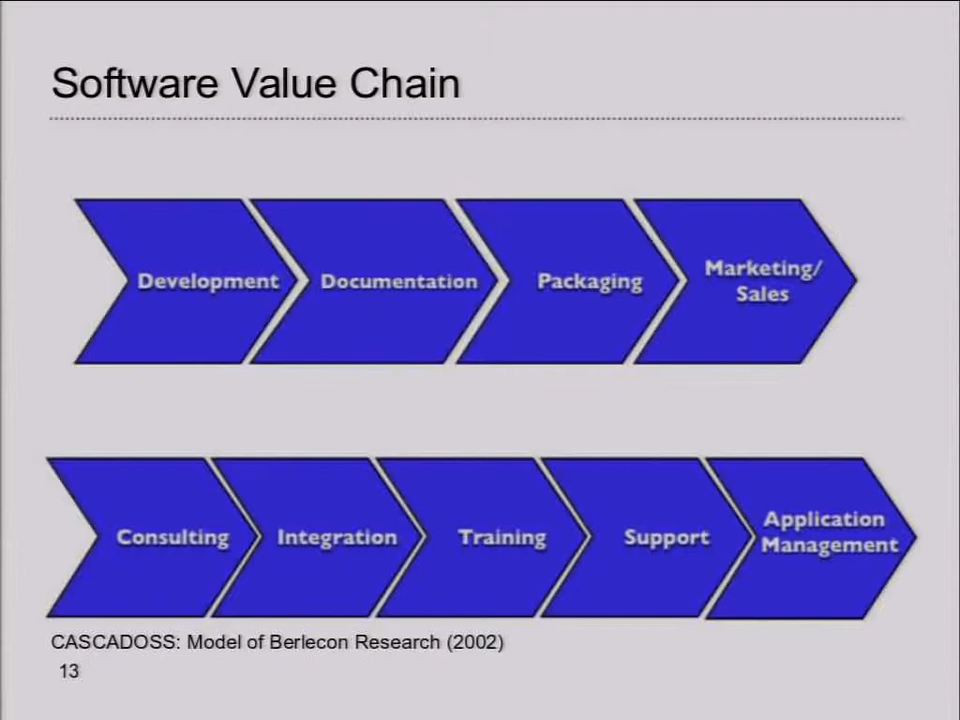 Software Value Chain
Development
Documentation
Packaging
Marketing/
Sales
Consulting
Integration
Training
Support
Application
Management
CASCADOSS: Model of Berlecon Research (2002)
13